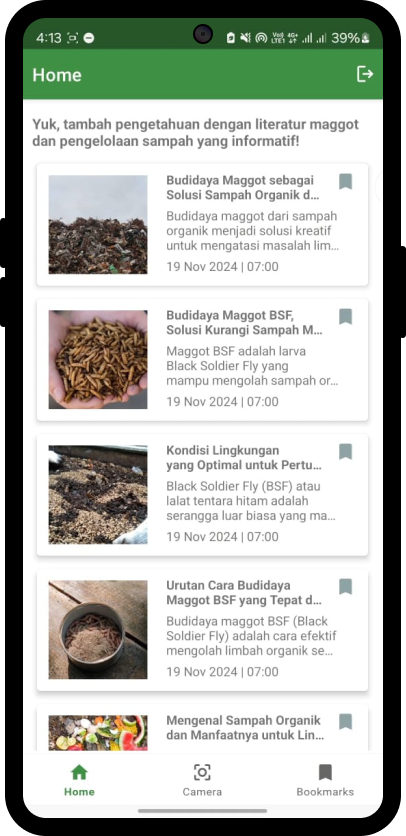 4:13
Vo)) LTE1 4G+ 39%
Home
Yuk, tambah pengetahuan dengan literatur maggot
dan pengelolaan sampah yang informatif!
Budidaya Maggot sebagai
Solusi Sampah Organik d...
Budidaya maggot dari sampah
organik menjadi solusi kreatif
untuk mengatasi masalah lim...
19 Nov 2024 | 07:00
Budidaya Maggot BSF,
Solusi Kurangi Sampah M...
Maggot BSF adalah larva
Black Soldier Fly yang
mampu mengolah sampah or...
19 Nov 2024 | 07:00
Kondisi Lingkungan
yang Optimal untuk Pertu...
Black Soldier Fly (BSF) atau
lalat tentara hitam adalah
serangga luar biasa yang ma...
19 Nov 2024 | 07:00
Urutan Cara Budidaya
Maggot BSF yang Tepat d...
Budidaya maggot BSF (Black
Soldier Fly) adalah cara efektif
mengolah limbah organik se...
19 Nov 2024 | 07:00
Mengenal Sampah Organik
dan Manfaatnya untuk Lin...
Home
Camera
Bookmarks